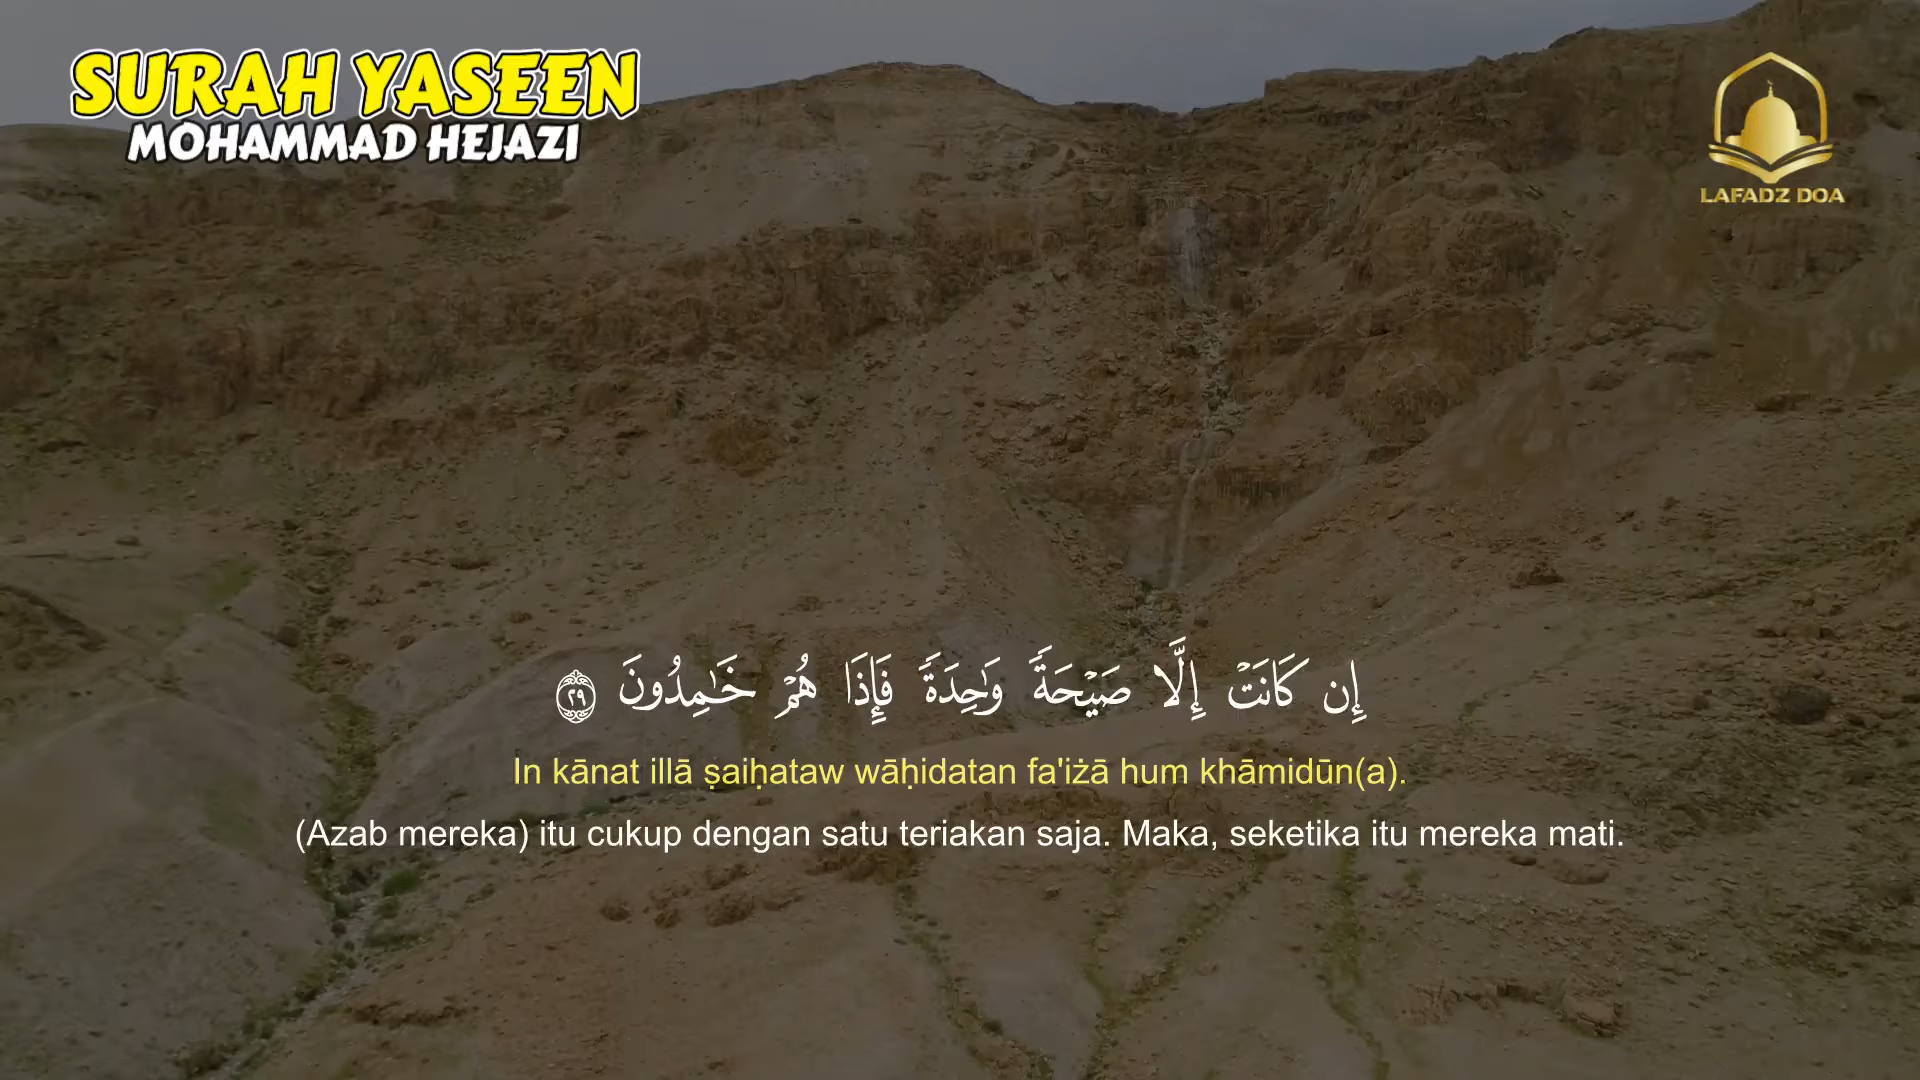 SURAH YASEEN
MOHAMMAD HEJAZI
LAFADZ DOA
إِن كَانَتْ إِلَّا صَيْحَةً وَٰحِدَةً فَإِذَا هُمْ خَٰمِدُونَ ٢٩
In kānat illā ṣaiḥataw wāḥidatan fa'iżā hum khāmidūn(a).
(Azab mereka) itu cukup dengan satu teriakan saja. Maka, seketika itu mereka mati.